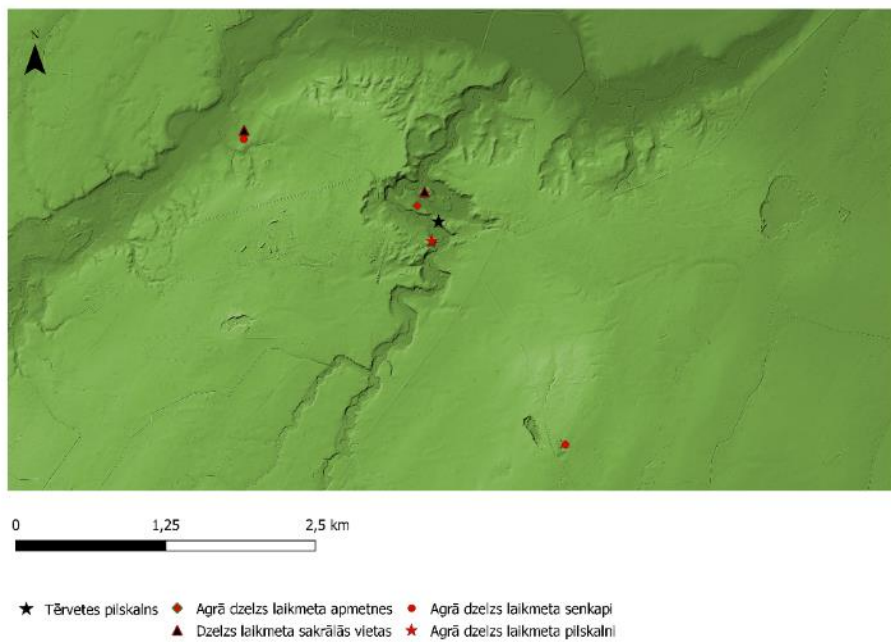 N
0 1,25 2,5 km
Tērvetes pilskalns Agrā dzelzs laikmeta apmetnes Agrā dzelzs laikmeta senkapi
Dzelzs laikmeta sakrālās vietas Agrā dzelzs laikmeta pilskalni